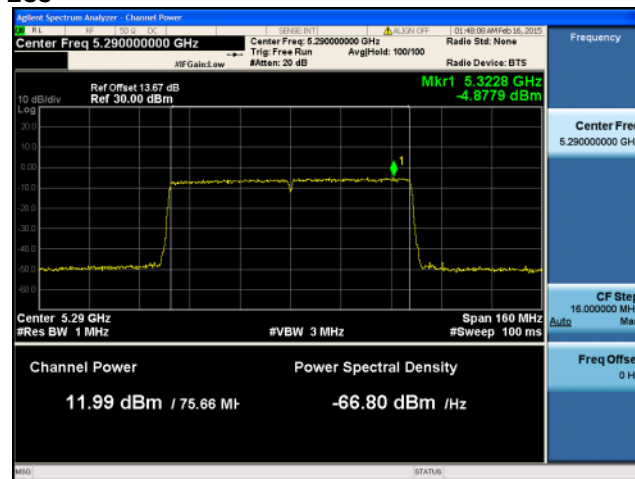 Agilent Spectrum Analyzer - Channel Power
RL RF 50 Ω DC SENSE:INT ALIGN OFF 01:48:08 AM Feb 16, 2015
Center Freq 5.290000000 GHz
Center Freq: 5.290000000 GHz Radio Std: None
Trig: Free Run Avg|Hold: 100/100
#IFGain:Low #Atten: 20 dB Radio Device: BTS
Frequency
Ref Offset 13.67 dB Mkr1 5.3228 GHz
10 dB/div Ref 30.00 dBm -4.8779 dBm
Log
20.0
10.0
0.00
-10.0
-20.0
-30.0
-40.0
-50.0
-60.0
1
Center 5.29 GHz Span 160 MHz
#Res BW 1 MHz #VBW 3 MHz #Sweep 100 ms
Channel Power Power Spectral Density
11.99 dBm / 75.66 MH -66.80 dBm /Hz
Center Fre
5.290000000 GH
CF Ste
16.000000 MH
Auto Ma
Freq Offse
0 H
MSG STATUS